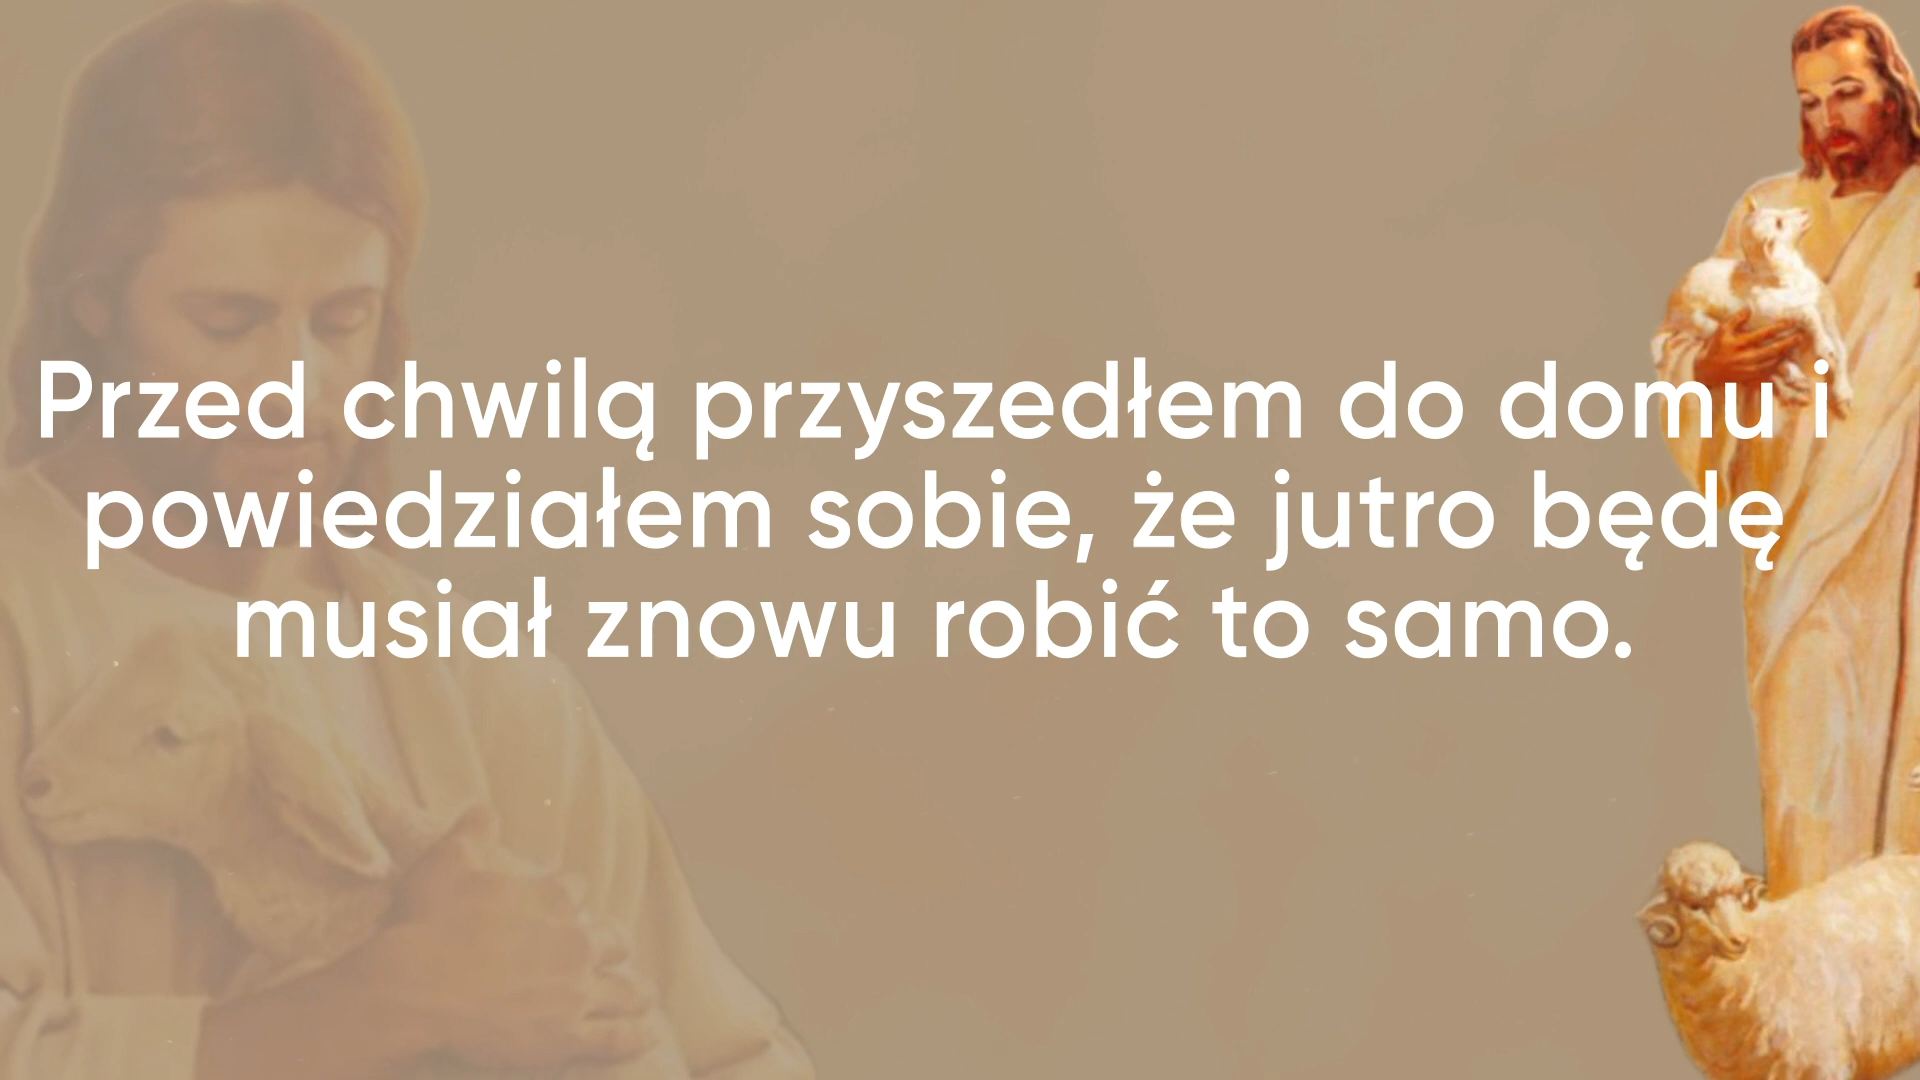 Przed chwilą przyszedłem do domu i
powiedziałem sobie, że jutro będę
musiał znowu robić to samo.